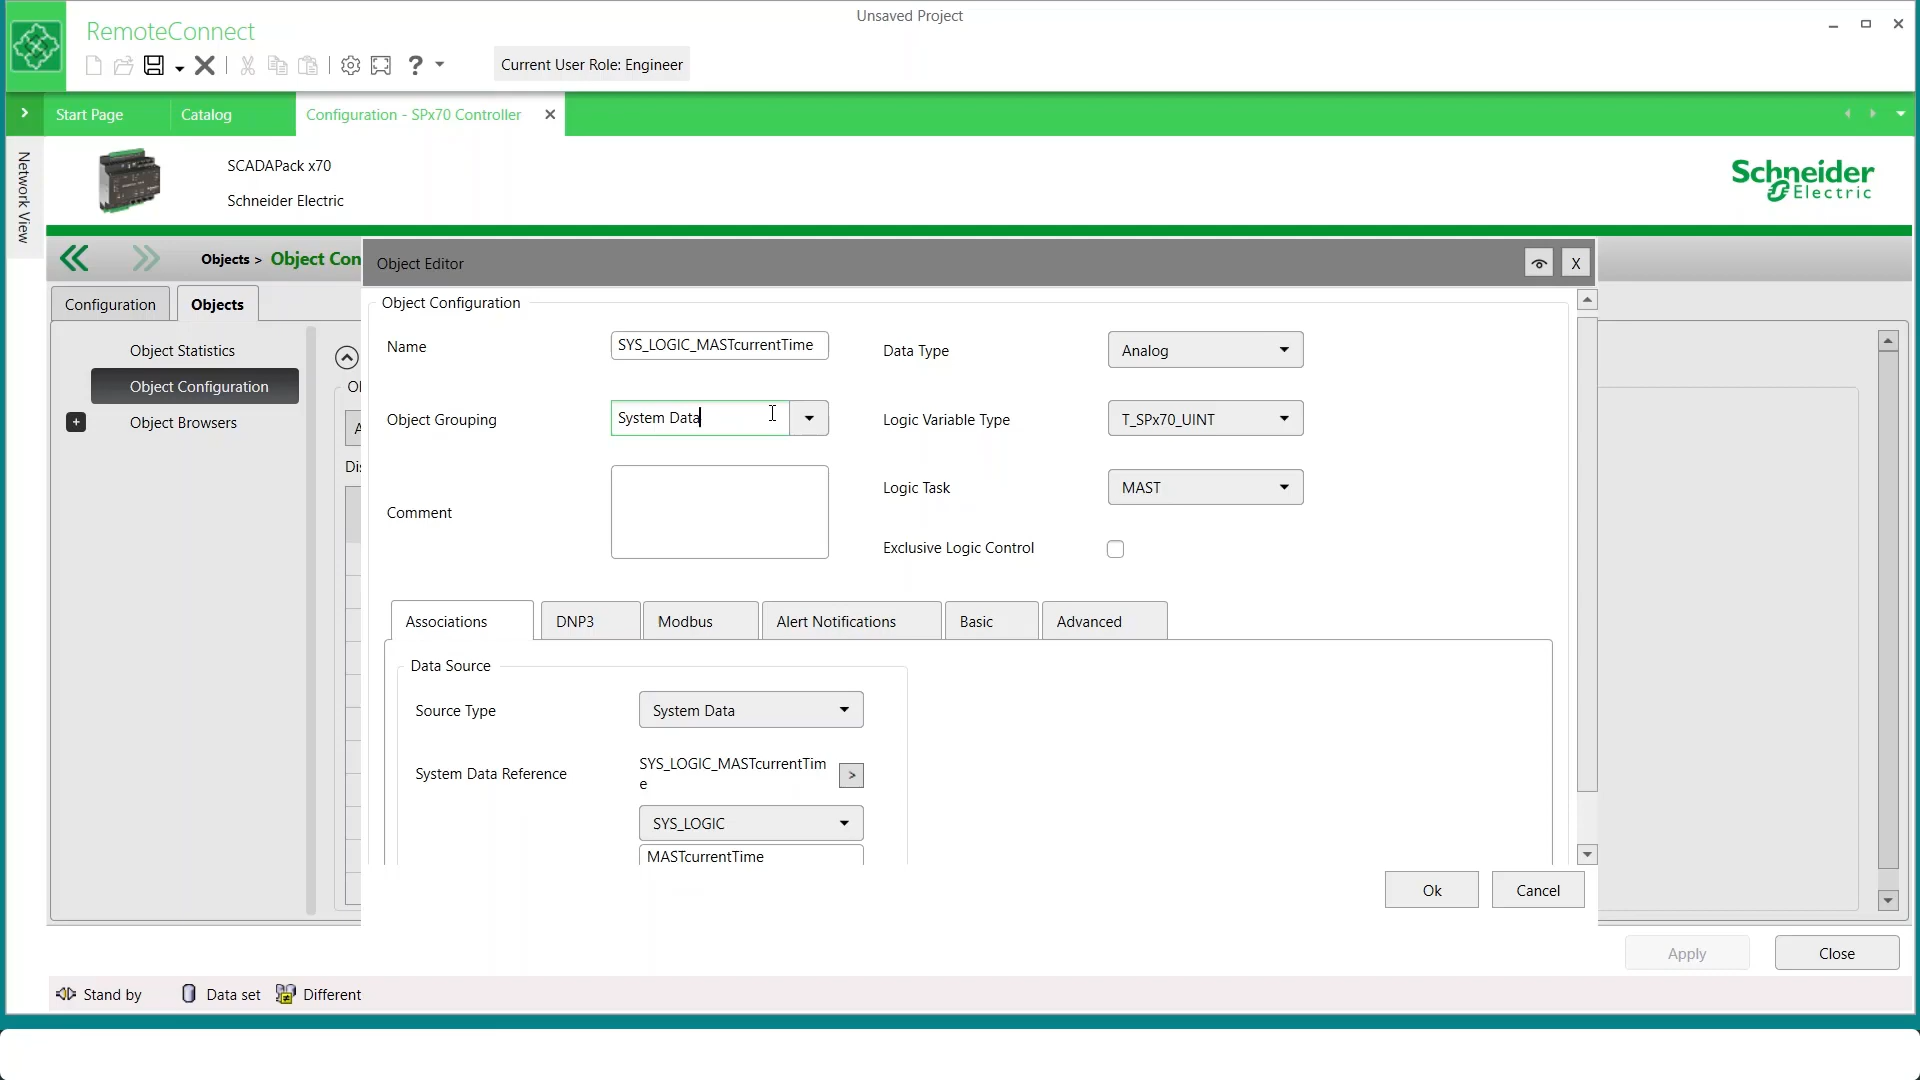 Unsaved Project
RemoteConnect
?
Current User Role: Engineer
Start Page
Catalog
Configuration - SPx70 Controller
Network View
SCADAPack x70
Schneider Electric
Schneider
Electric
Objects > Object Con
Object Editor
X
Configuration
Objects
Object Statistics
Object Configuration
Object Browsers
Ol
A
Di:
Object Configuration
Name
SYS_LOGIC_MASTcurrentTime
Data Type
Analog
Object Grouping
System Data
Logic Variable Type
T_SPx70_UINT
Comment
Logic Task
MAST
Exclusive Logic Control
Associations
DNP3
Modbus
Alert Notifications
Basic
Advanced
Data Source
Source Type
System Data
System Data Reference
SYS_LOGIC_MASTcurrentTim
e
>
SYS_LOGIC
MASTcurrentTime
Ok
Cancel
Apply
Close
Stand by
Data set
Different